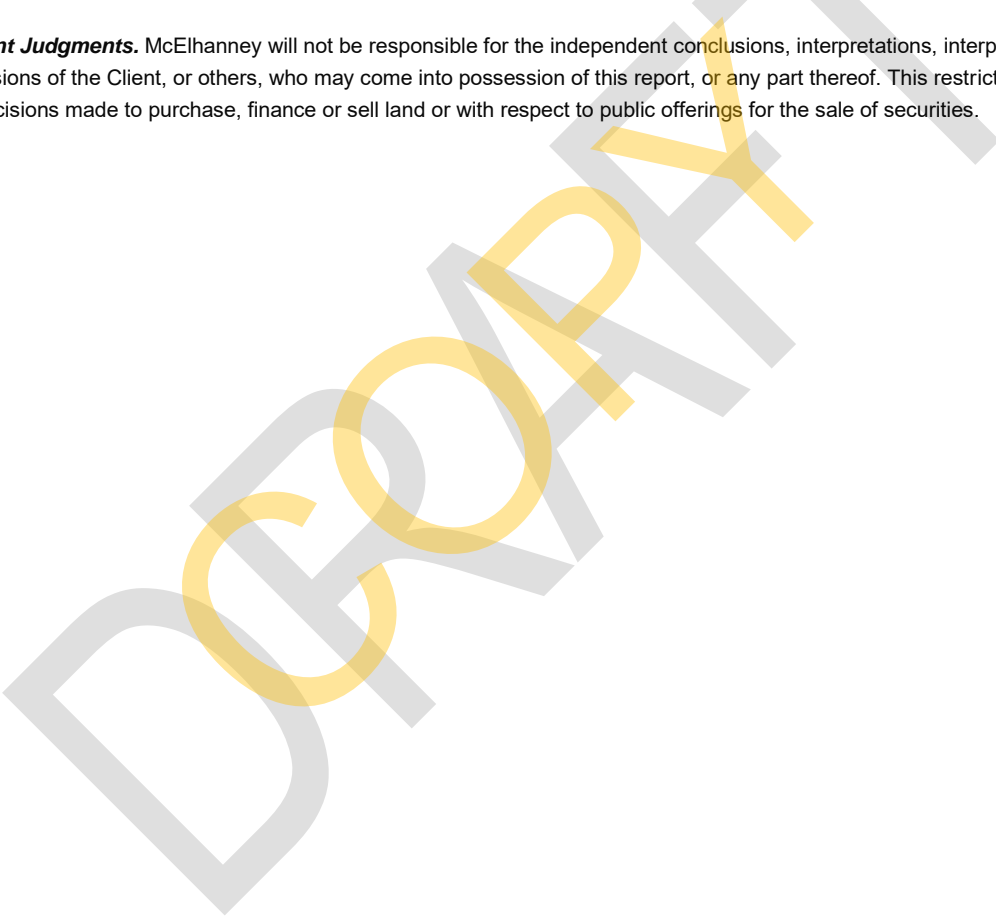 nt Judgments. McElhanney will not be responsible for the independent conclusions, interpretations, interp
sions of the Client, or others, who may come into possession of this report, or any part thereof. This restrict
cisions made to purchase, finance or sell land or with respect to public offerings for the sale of securities.
DRAFT
COPY